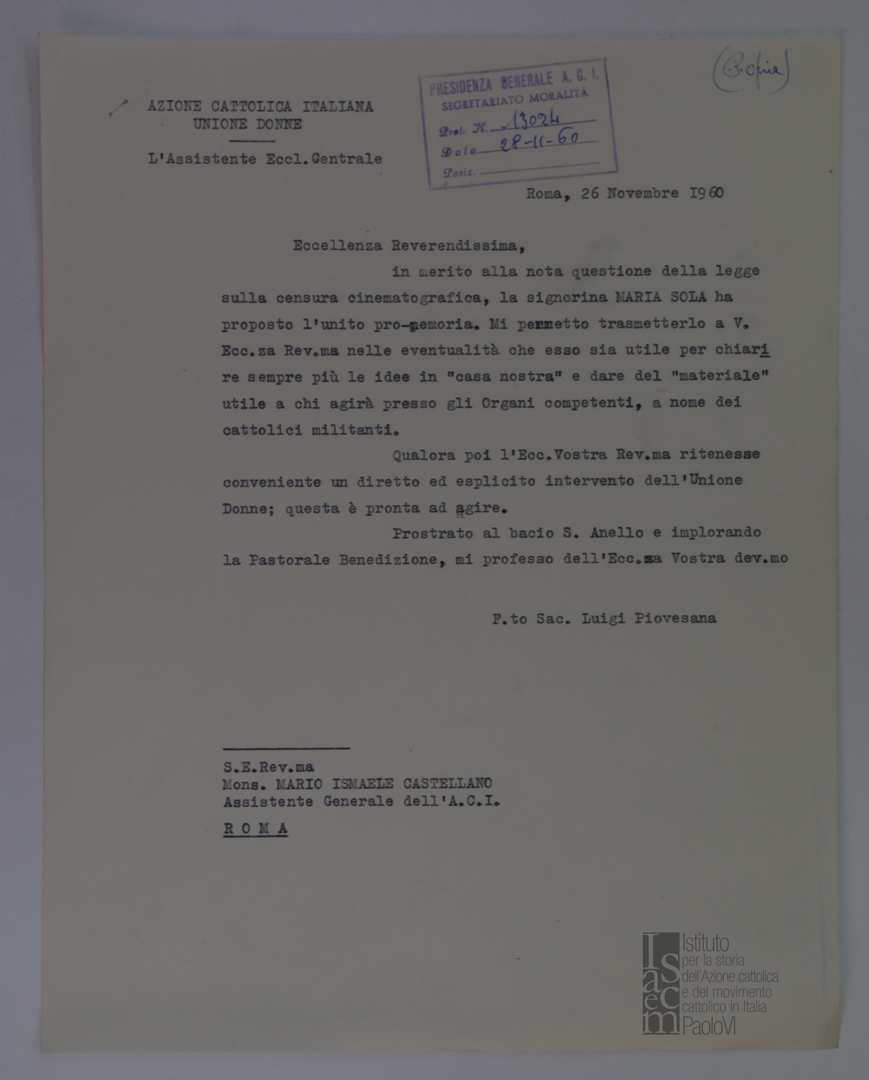 (Copia)
AZIONE CATTOLICA ITALIANA
UNIONE DONNE
L'Assistente Eccl.Centrale
PRESIDENZA GENERALE A. C. I.
SEGRETARIATO MORALITÀ
Prot. N. 13024
Data 28-11-60
Posiz.
Roma, 26 Novembre I960
Eccellenza Reverendissima,
in merito alla nota questione della legge
sulla censura cinematografica, la signorina MARIA SOLA ha
proposto l'unito pro-memoria. Mi permetto trasmetterlo a V.
Ecc.za Rev.ma nelle eventualità che esso sia utile per chiari
re sempre più le idee in "casa nostra" e dare del "materiale"
utile a chi agirà presso gli Organi competenti, a nome dei
cattolici militanti.
Qualora poi l'Ecc.Vostra Rev.ma ritenesse
conveniente un diretto ed esplicito intervento dell'Unione
Donne; questa è pronta ad agire.
Prostrato al bacio S. Anello e implorando
la Pastorale Benedizione, mi professo dell'Ecc.ma Vostra dev.mo
F.to Sac. Luigi Piovesana
S.E.Rev.ma
Mons. MARIO ISMAELE CASTELLANO
Assistente Generale dell'A.C.I.
R O M A
Isacem
Istituto
per la storia
dell'Azione cattolica
e del movimento
cattolico in Italia
PaoloVI